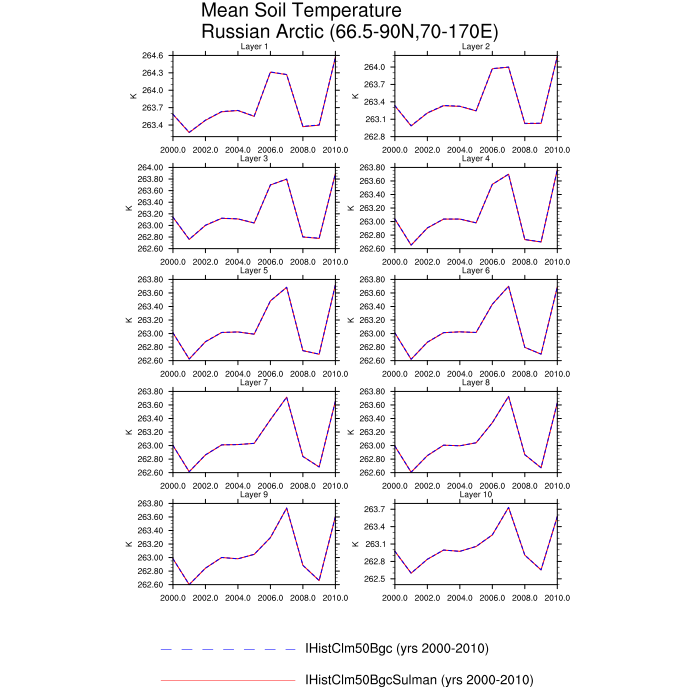 Mean Soil Temperature
Russian Arctic (66.5-90N,70-170E)
Layer 1
Layer 2
264.6
264.3
264.0
263.7
263.4
K
2000.0 2002.0 2004.0 2006.0 2008.0 2010.0
264.0
263.7
263.4
263.1
262.8
K
2000.0 2002.0 2004.0 2006.0 2008.0 2010.0
Layer 3
Layer 4
264.00
263.80
263.60
263.40
263.20
263.00
262.80
262.60
K
2000.0 2002.0 2004.0 2006.0 2008.0 2010.0
263.80
263.60
263.40
263.20
263.00
262.80
262.60
K
2000.0 2002.0 2004.0 2006.0 2008.0 2010.0
Layer 5
Layer 6
263.80
263.60
263.40
263.20
263.00
262.80
262.60
K
2000.0 2002.0 2004.0 2006.0 2008.0 2010.0
263.80
263.60
263.40
263.20
263.00
262.80
262.60
K
2000.0 2002.0 2004.0 2006.0 2008.0 2010.0
Layer 7
Layer 8
263.80
263.60
263.40
263.20
263.00
262.80
262.60
K
2000.0 2002.0 2004.0 2006.0 2008.0 2010.0
263.80
263.60
263.40
263.20
263.00
262.80
262.60
K
2000.0 2002.0 2004.0 2006.0 2008.0 2010.0
Layer 9
Layer 10
263.80
263.60
263.40
263.20
263.00
262.80
262.60
K
2000.0 2002.0 2004.0 2006.0 2008.0 2010.0
263.7
263.4
263.1
262.8
262.5
K
2000.0 2002.0 2004.0 2006.0 2008.0 2010.0
IHistClm50Bgc (yrs 2000-2010)
IHistClm50BgcSulman (yrs 2000-2010)